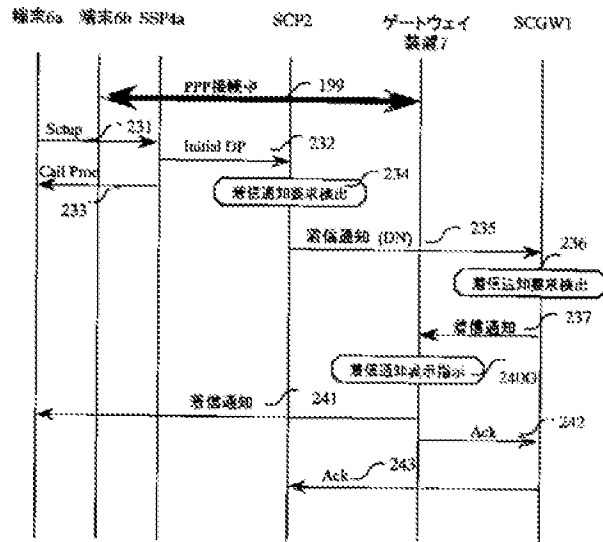 端末6a 端末6b SSP4a SCP2 ゲートウェイ装置7 SCGW1
PPP接続中 199
Setup 231
Initial DP 232
Call Proc
233
着信通知要求検出 234
着信通知 (DN) 235
236
着信通知要求検出
着信通知 237
着信通知表示指示
着信通知 241
Ack 242
Ack 243